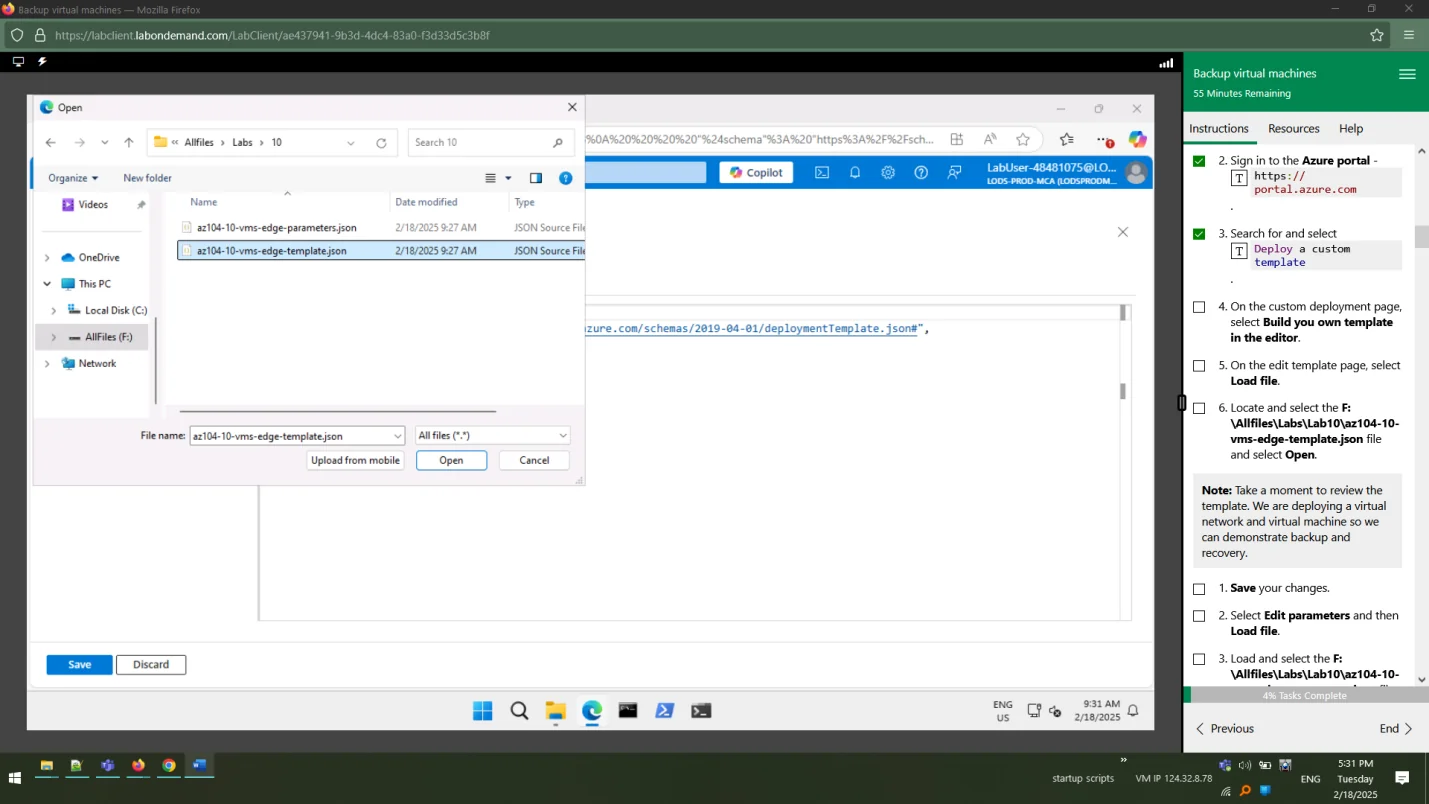 Backup virtual machines — Mozilla Firefox
https://labclient.labondemand.com/LabClient/ae437941-9b3d-4dc4-83a0-f3d33d5c3b8f
Open
Allfiles > Labs > 10
Search 10
Organize
New folder
Videos
OneDrive
This PC
Local Disk (C:)
AllFiles (F:)
Network
Name
Date modified
Type
az104-10-vms-edge-parameters.json
2/18/2025 9:27 AM
JSON Source File
az104-10-vms-edge-template.json
2/18/2025 9:27 AM
JSON Source File
File name:
az104-10-vms-edge-template.json
All files (*.*)
Upload from mobile
Open
Cancel
%0A%20%20%20%20"%24schema"%3A%20"https%3A%2F%2Fsch...
Copilot
LabUser-48481075@LO...
LODS-PROD-MCA (LODSPRODM...
azure.com/schemas/2019-04-01/deploymentTemplate.json#",
Save
Discard
ENG
US
9:31 AM
2/18/2025
Backup virtual machines
55 Minutes Remaining
Instructions
Resources
Help
2. Sign in to the Azure portal -
T
https://
portal.azure.com
.
3. Search for and select
T
Deploy a custom
template
.
4. On the custom deployment page,
select Build you own template
in the editor.
5. On the edit template page, select
Load file.
6. Locate and select the F:
\Allfiles\Labs\Lab10\az104-10-
vms-edge-template.json file
and select Open.
Note: Take a moment to review the
template. We are deploying a virtual
network and virtual machine so we
can demonstrate backup and
recovery.
1. Save your changes.
2. Select Edit parameters and then
Load file.
3. Load and select the F:
\Allfiles\Labs\Lab10\az104-10-
4% Tasks Complete
Previous
End
startup scripts
VM IP 124.32.8.78
ENG
5:31 PM
Tuesday
2/18/2025